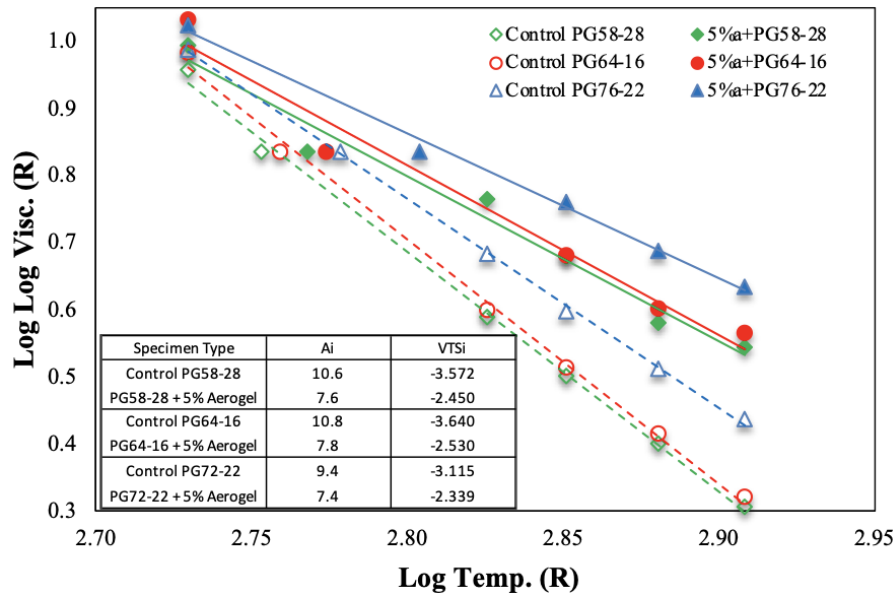 Control PG58-28 5%a+PG58-28
Control PG64-16 5%a+PG64-16
Control PG76-22 5%a+PG76-22
Log Log Visc. (R)
1.0
0.9
0.8
0.7
0.6
0.5
0.4
0.3
Specimen Type Ai VTSi
Control PG58-28 10.6 -3.572
PG58-28 + 5% Aerogel 7.6 -2.450
Control PG64-16 10.8 -3.640
PG64-16 + 5% Aerogel 7.8 -2.530
Control PG72-22 9.4 -3.115
PG72-22 + 5% Aerogel 7.4 -2.339
2.70 2.75 2.80 2.85 2.90 2.95
Log Temp. (R)